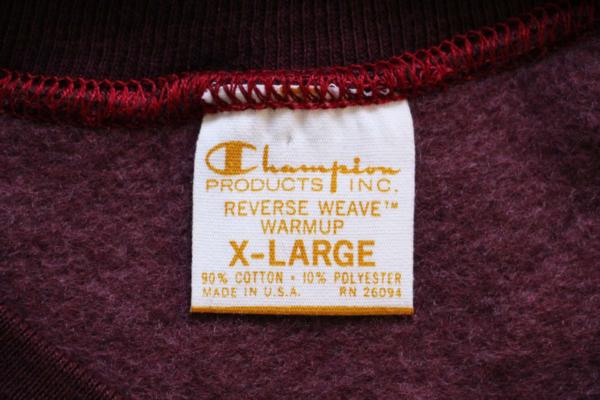 Champion
PRODUCTS INC.
REVERSE WEAVE™
WARMUP
X-LARGE
90% COTTON • 10% POLYESTER
MADE IN U.S.A. RN 26094